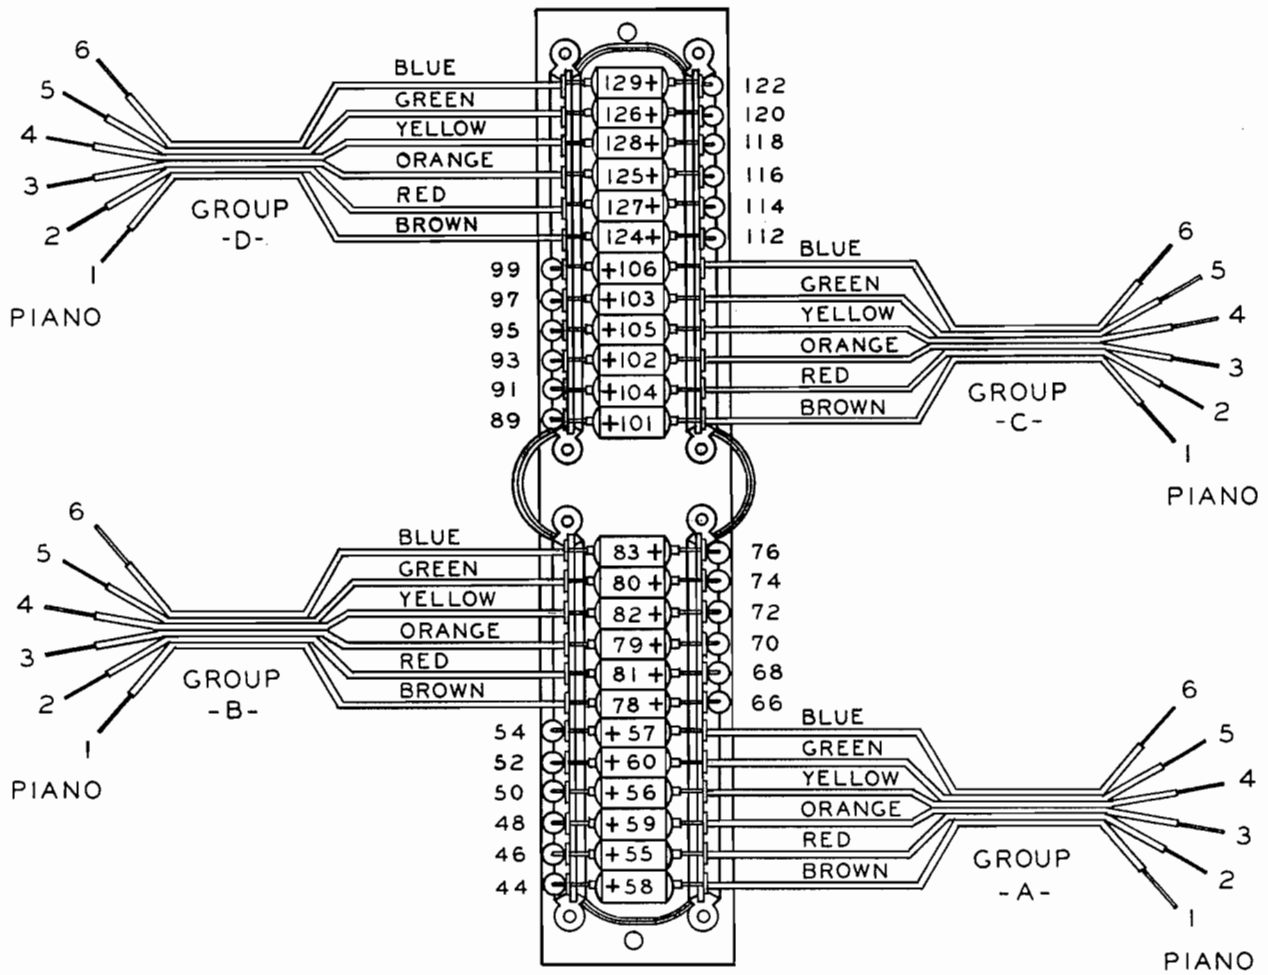 6
5
4
3
2
1
PIANO
GROUP
-D-
BLUE
GREEN
YELLOW
ORANGE
RED
BROWN
129+
126+
128+
125+
127+
124+
122
120
118
116
114
112
99
97
95
93
91
89
+106
+103
+105
+102
+104
+101
BLUE
GREEN
YELLOW
ORANGE
RED
BROWN
GROUP
-C-
6
5
4
3
2
1
PIANO
6
5
4
3
2
1
PIANO
GROUP
-B-
BLUE
GREEN
YELLOW
ORANGE
RED
BROWN
83 +
80 +
82 +
79 +
81 +
78 +
76
74
72
70
68
66
54
52
50
48
46
44
+ 57
+ 60
+ 56
+ 59
+ 55
+ 58
BLUE
GREEN
YELLOW
ORANGE
RED
BROWN
GROUP
-A-
6
5
4
3
2
1
PIANO